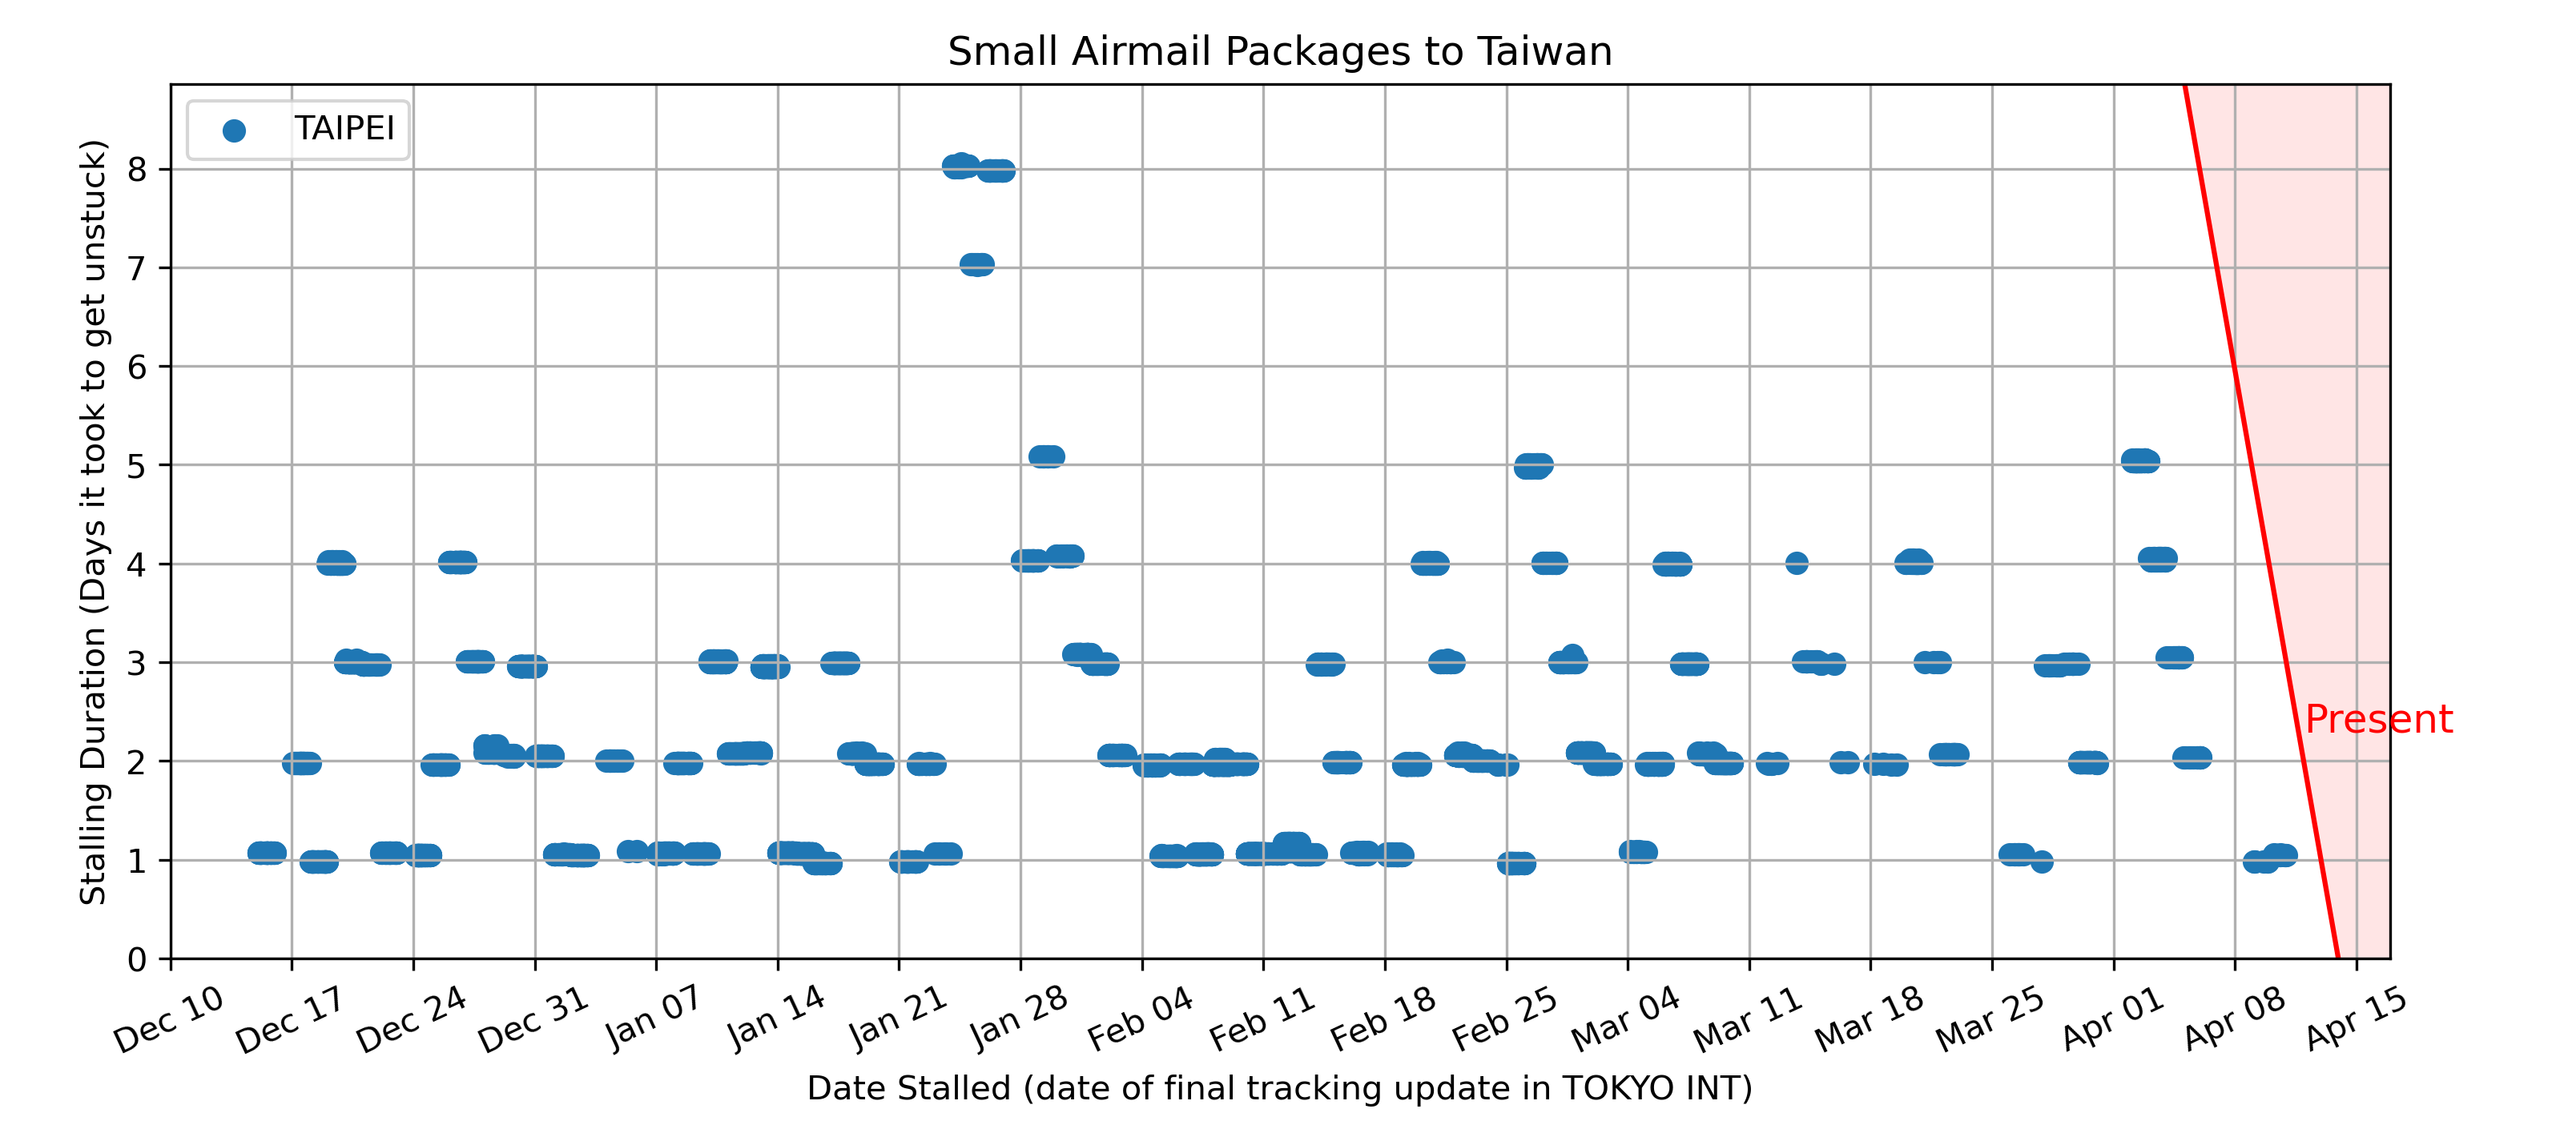 Small Airmail Packages to Taiwan
TAIPEI
Stalling Duration (Days it took to get unstuck)
8
7
6
5
4
3
2
1
0
Present
Dec 10
Dec 17
Dec 24
Dec 31
Jan 07
Jan 14
Jan 21
Jan 28
Feb 04
Feb 11
Feb 18
Feb 25
Mar 04
Mar 11
Mar 18
Mar 25
Apr 01
Apr 08
Apr 15
Date Stalled (date of final tracking update in TOKYO INT)